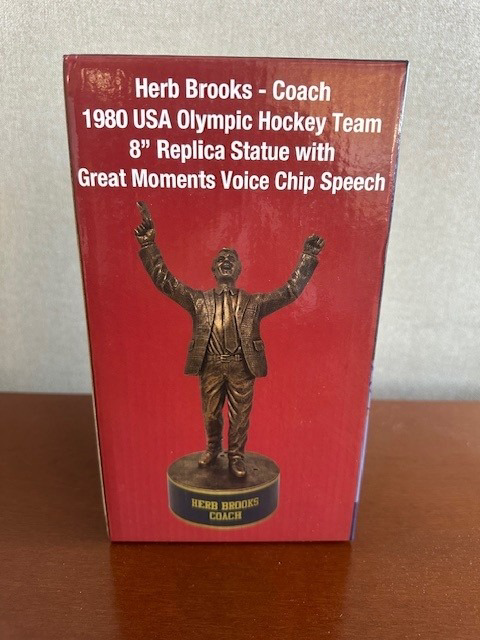 Herb Brooks - Coach
1980 USA Olympic Hockey Team
8” Replica Statue with
Great Moments Voice Chip Speech
HERB BROOKS
COACH